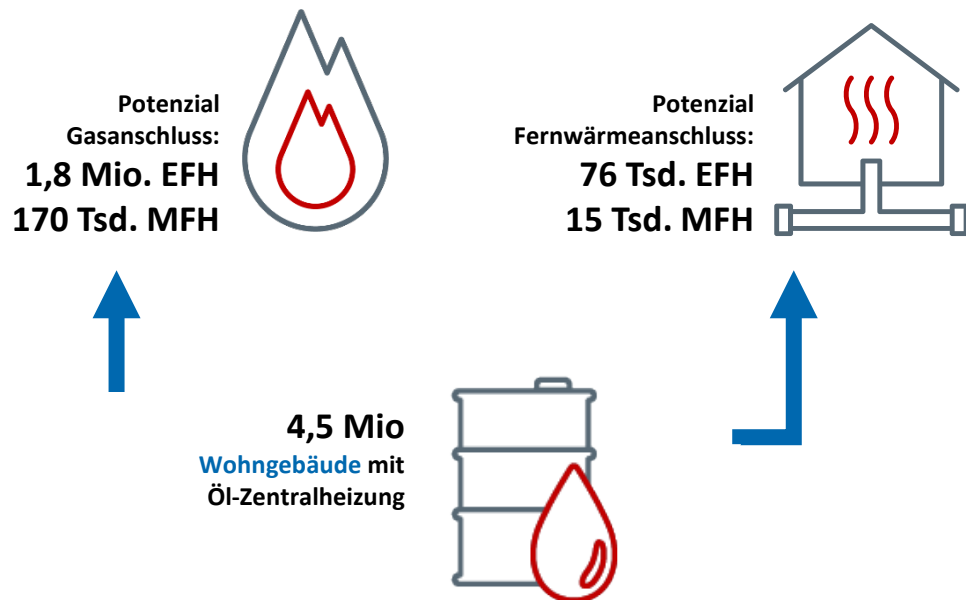 Potenzial
Gasanschluss:
1,8 Mio. EFH
170 Tsd. MFH
Potenzial
Fernwärmeanschluss:
76 Tsd. EFH
15 Tsd. MFH
4,5 Mio
Wohngebäude mit
Öl-Zentralheizung